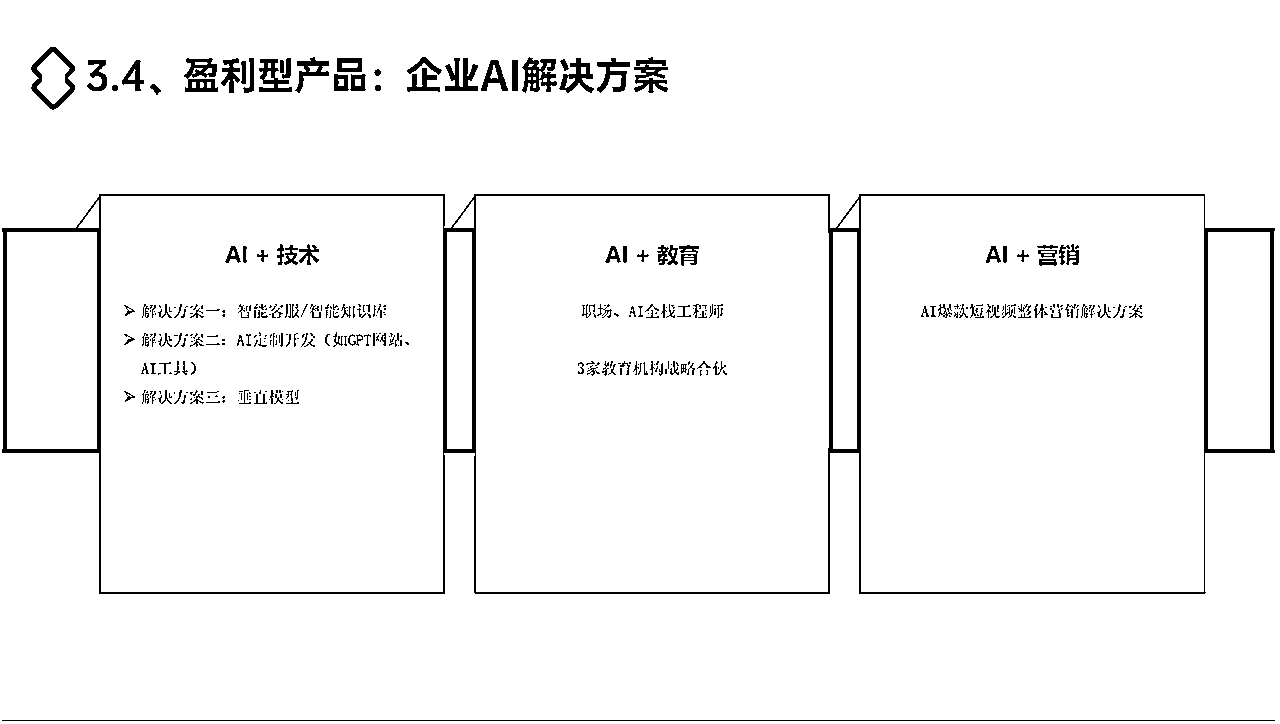 3.4、盈利型产品：企业AI解决方案
AI + 技术
➢ 解决方案一：智能客服/智能知识库
➢ 解决方案二：AI定制开发（如GPT网站、
AI工具）
➢ 解决方案三：垂直模型
AI + 教育
职场、AI全栈工程师
3家教育机构战略合伙
AI + 营销
AI爆款短视频整体营销解决方案